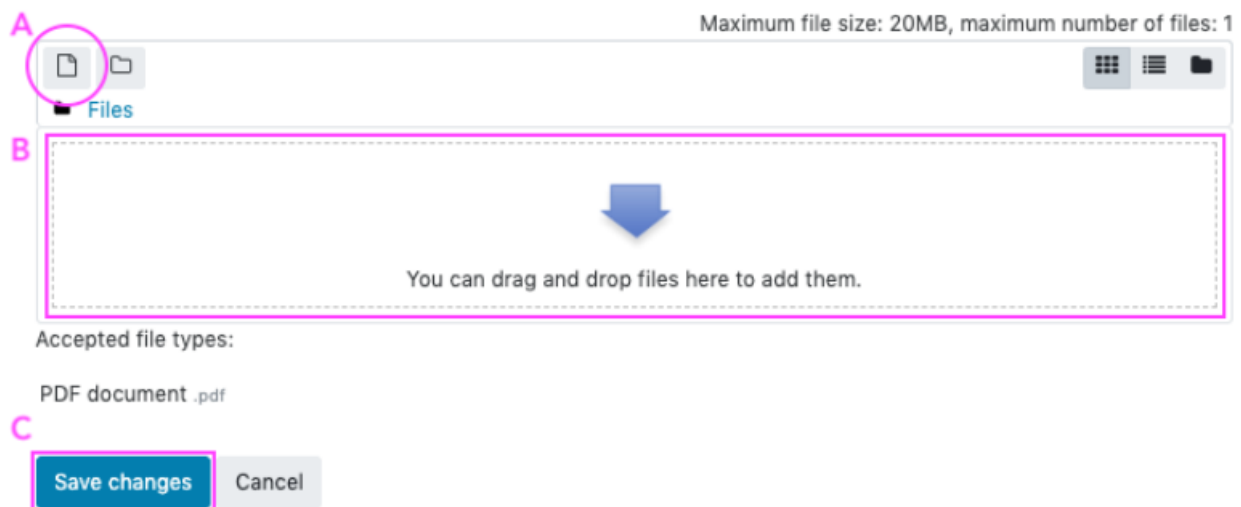 A
Maximum file size: 20MB, maximum number of files: 1
Files
B
You can drag and drop files here to add them.
Accepted file types:
PDF document .pdf
C
Save changes Cancel